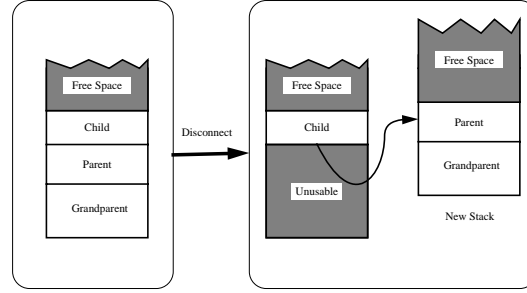 Free Space
Child
Parent
Grandparent
Disconnect
Free Space
Child
Unusable
Free Space
Parent
Grandparent
New Stack